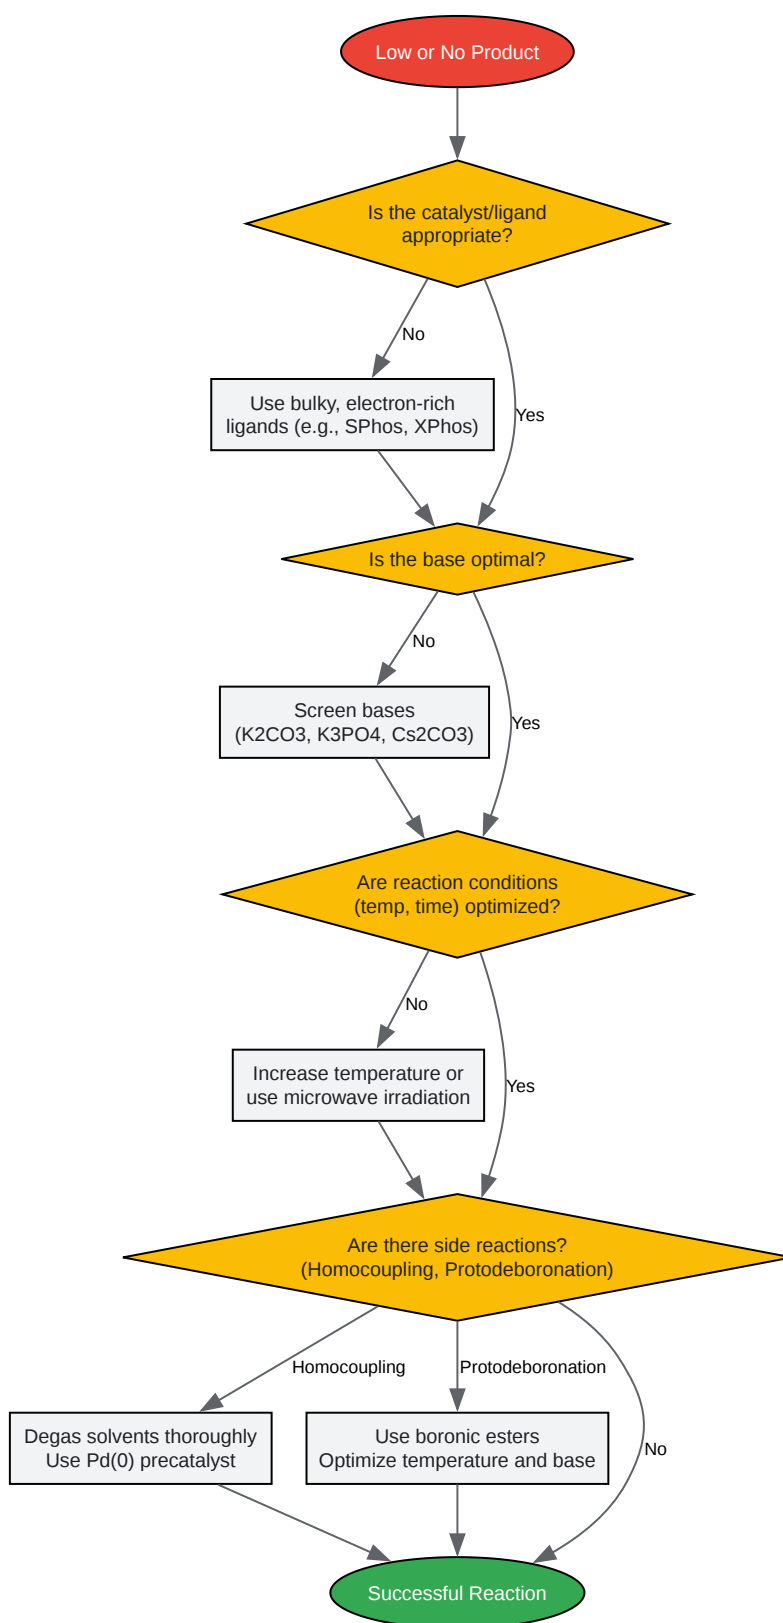 Low or No Product
Is the catalyst/ligand
appropriate?
No
Yes
Use bulky, electron-rich
ligands (e.g., SPhos, XPhos)
Is the base optimal?
No
Yes
Screen bases
(K2CO3, K3PO4, Cs2CO3)
Are reaction conditions
(temp, time) optimized?
No
Yes
Increase temperature or
use microwave irradiation
Are there side reactions?
(Homocoupling, Protodeboronation)
Homocoupling
Protodeboronation
No
Degas solvents thoroughly
Use Pd(0) precatalyst
Use boronic esters
Optimize temperature and base
Successful Reaction